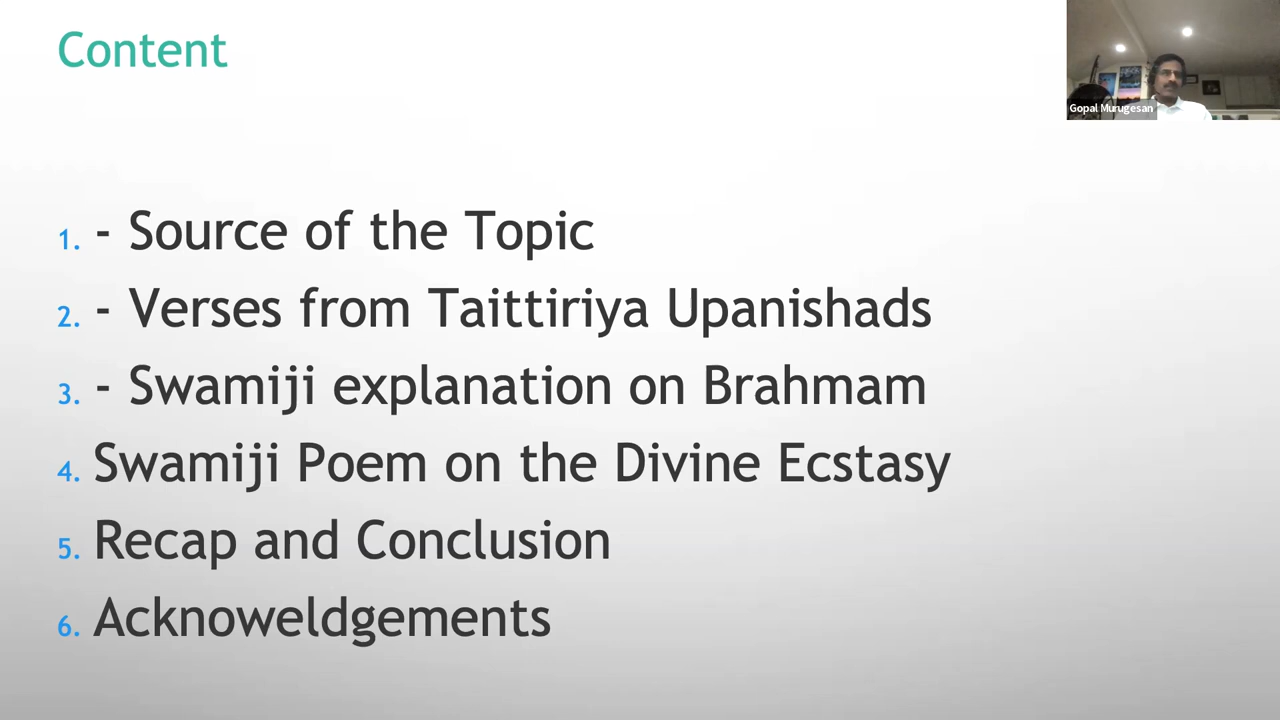 Content
Gopal Murugesan
1. - Source of the Topic
2. - Verses from Taittiriya Upanishads
3. - Swamiji explanation on Brahmam
4. Swamiji Poem on the Divine Ecstasy
5. Recap and Conclusion
6. Acknoweldgements